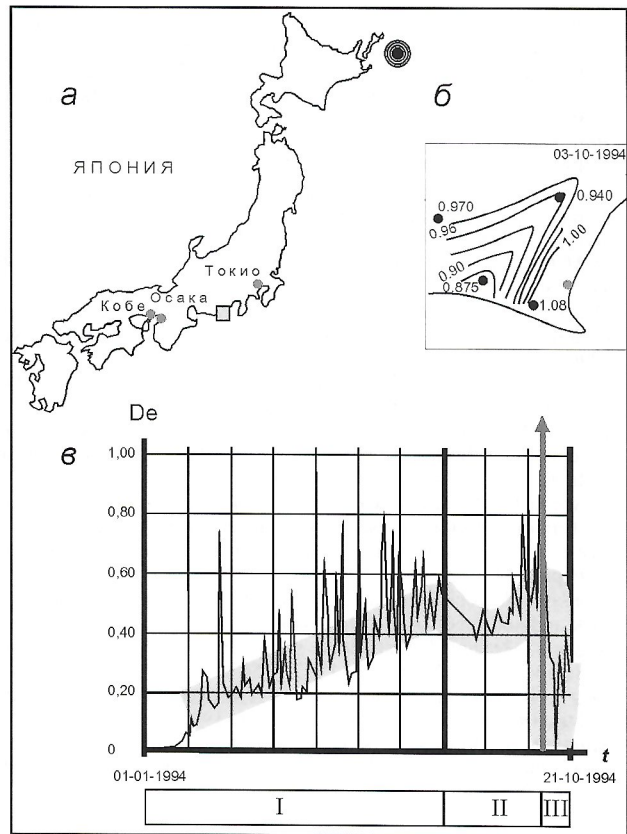 а
ЯПОНИЯ
Токио
Осака
Кобе
б
03-10-1994
0.970
0.940
0.96
1.00
0.90
0.875
1.08
De
в
1,00
0,80
0,60
0,40
0,20
0
t
01-01-1994
21-10-1994
I
II
III